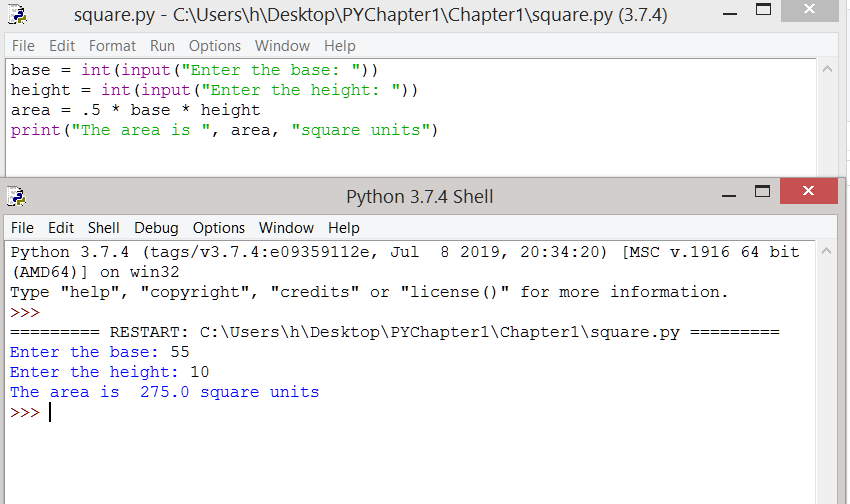 square.py - C:\Users\h\Desktop\PYChapter1\Chapter1\square.py (3.7.4)
File Edit Format Run Options Window Help
base = int(input("Enter the base: "))
height = int(input("Enter the height: "))
area = .5 * base * height
print("The area is ", area, "square units")
Python 3.7.4 Shell
File Edit Shell Debug Options Window Help
Python 3.7.4 (tags/v3.7.4:e09359112e, Jul  8 2019, 20:34:20) [MSC v.1916 64 bit
(AMD64)] on win32
Type "help", "copyright", "credits" or "license()" for more information.
>>>
========= RESTART: C:\Users\h\Desktop\PYChapter1\Chapter1\square.py =========
Enter the base: 55
Enter the height: 10
The area is  275.0 square units
>>>